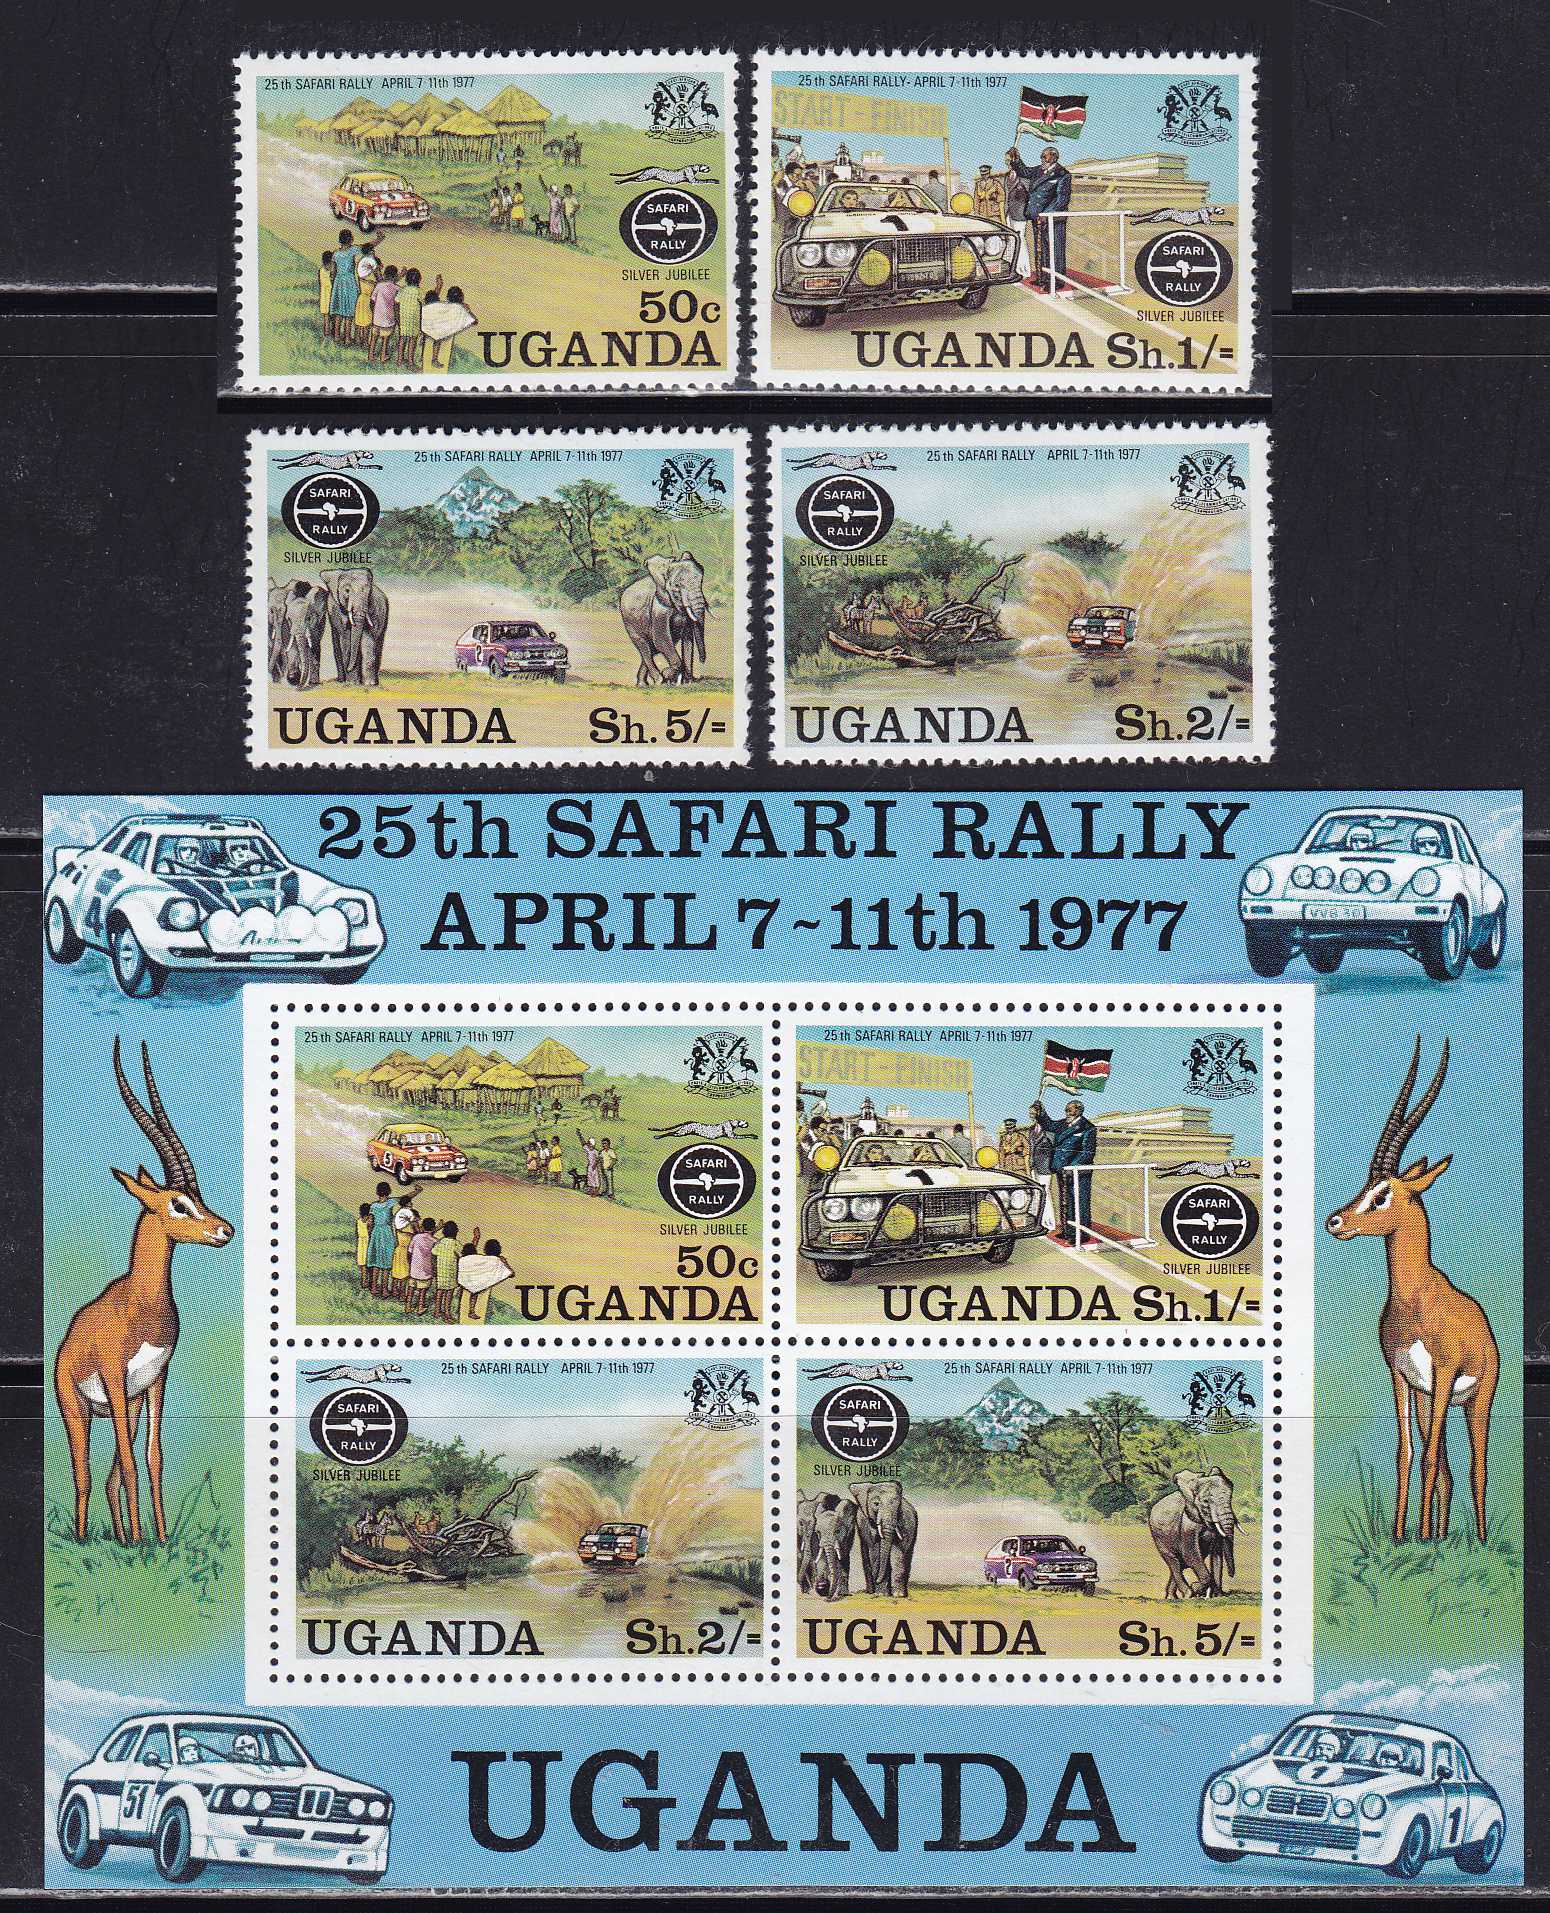 25th SAFARI RALLY APRIL 7-11th 1977
SAFARI
RALLY
SILVER JUBILEE
50c
UGANDA
25th SAFARI RALLY- APRIL 7-11th 1977
START - FINISH
SAFARI
RALLY
SILVER JUBILEE
UGANDA Sh.1/=
25th SAFARI RALLY APRIL 7-11th 1977
SAFARI
RALLY
SILVER JUBILEE
2
UGANDA Sh.5/=
25th SAFARI RALLY APRIL 7-11th 1977
SAFARI
RALLY
SILVER JUBILEE
UGANDA Sh.2/=
25th SAFARI RALLY
APRIL 7~11th 1977
4
25th SAFARI RALLY APRIL 7-11th 1977
SAFARI
RALLY
SILVER JUBILEE
50c
UGANDA
25th SAFARI RALLY APRIL 7-11th 1977
START - FINISH
SAFARI
RALLY
SILVER JUBILEE
UGANDA Sh.1/=
25th SAFARI RALLY APRIL 7-11th 1977
SAFARI
RALLY
SILVER JUBILEE
UGANDA Sh.2/=
25th SAFARI RALLY APRIL 7-11th 1977
SAFARI
RALLY
SILVER JUBILEE
2
UGANDA Sh.5/=
51
UGANDA
1
1